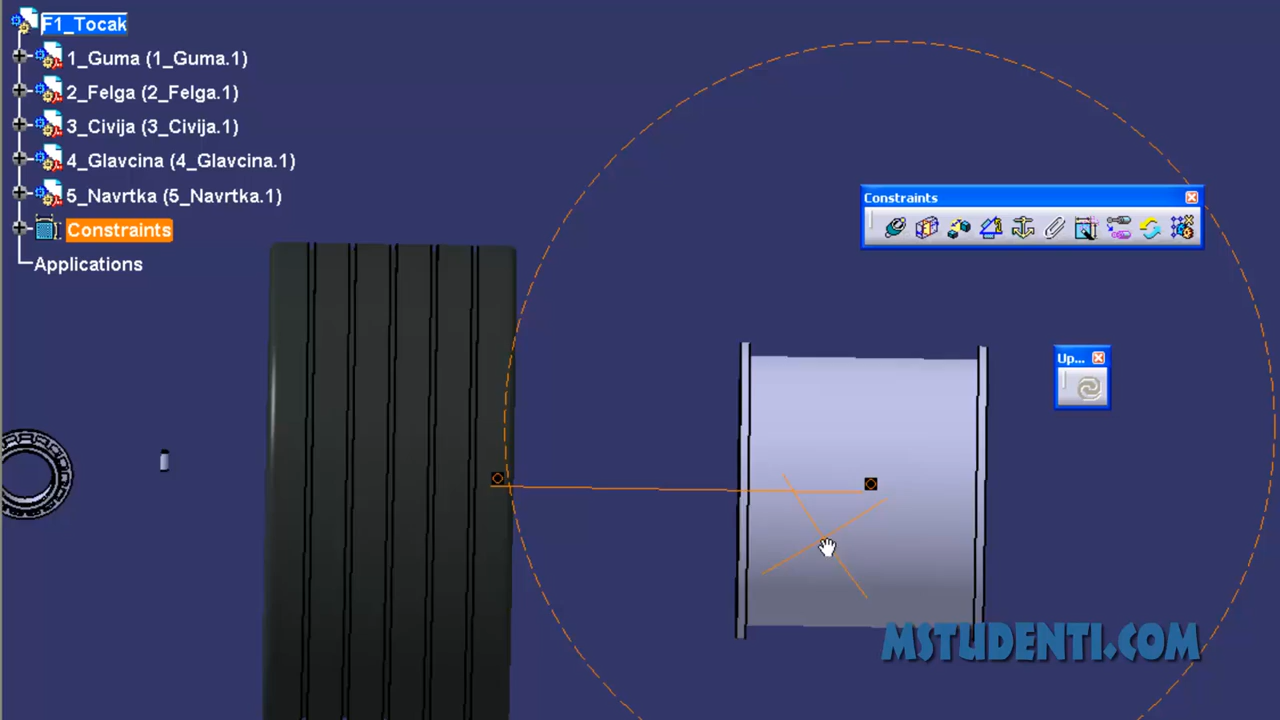 F1_Tocak
1_Guma (1_Guma.1)
2_Felga (2_Felga.1)
3_Civija (3_Civija.1)
4_Glavcina (4_Glavcina.1)
5_Navrtka (5_Navrtka.1)
Constraints
Applications
Constraints
Up...
MSTUDENTI.COM